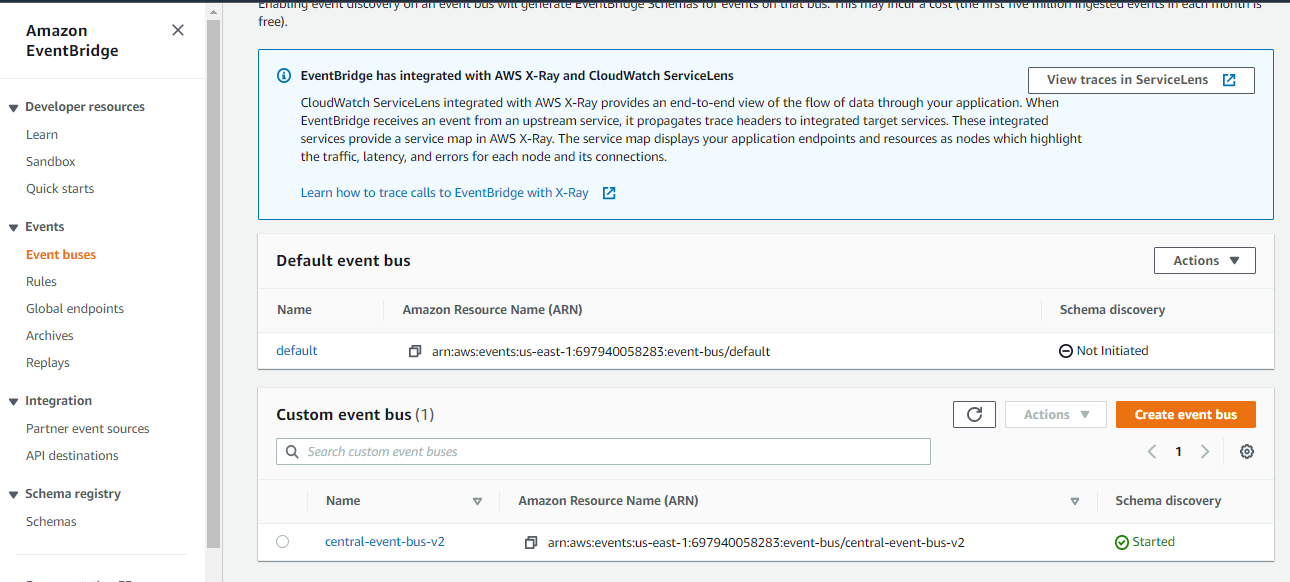 Enabling event discovery on an event bus will generate EventBridge Schemas for events on that bus. This may incur a cost (the first five million ingested events in each month is
free).
Amazon
EventBridge
Developer resources
Learn
Sandbox
Quick starts
Events
Event buses
Rules
Global endpoints
Archives
Replays
Integration
Partner event sources
API destinations
Schema registry
Schemas
EventBridge has integrated with AWS X-Ray and CloudWatch ServiceLens
View traces in ServiceLens
CloudWatch ServiceLens integrated with AWS X-Ray provides an end-to-end view of the flow of data through your application. When
EventBridge receives an event from an upstream service, it propagates trace headers to integrated target services. These integrated
services provide a service map in AWS X-Ray. The service map displays your application endpoints and resources as nodes which highlight
the traffic, latency, and errors for each node and its connections.
Learn how to trace calls to EventBridge with X-Ray
Default event bus
Actions
Name Amazon Resource Name (ARN) Schema discovery
default arn:aws:events:us-east-1:697940058283:event-bus/default Not Initiated
Custom event bus (1)
Actions
Create event bus
Search custom event buses
1
Name Amazon Resource Name (ARN) Schema discovery
central-event-bus-v2 arn:aws:events:us-east-1:697940058283:event-bus/central-event-bus-v2 Started